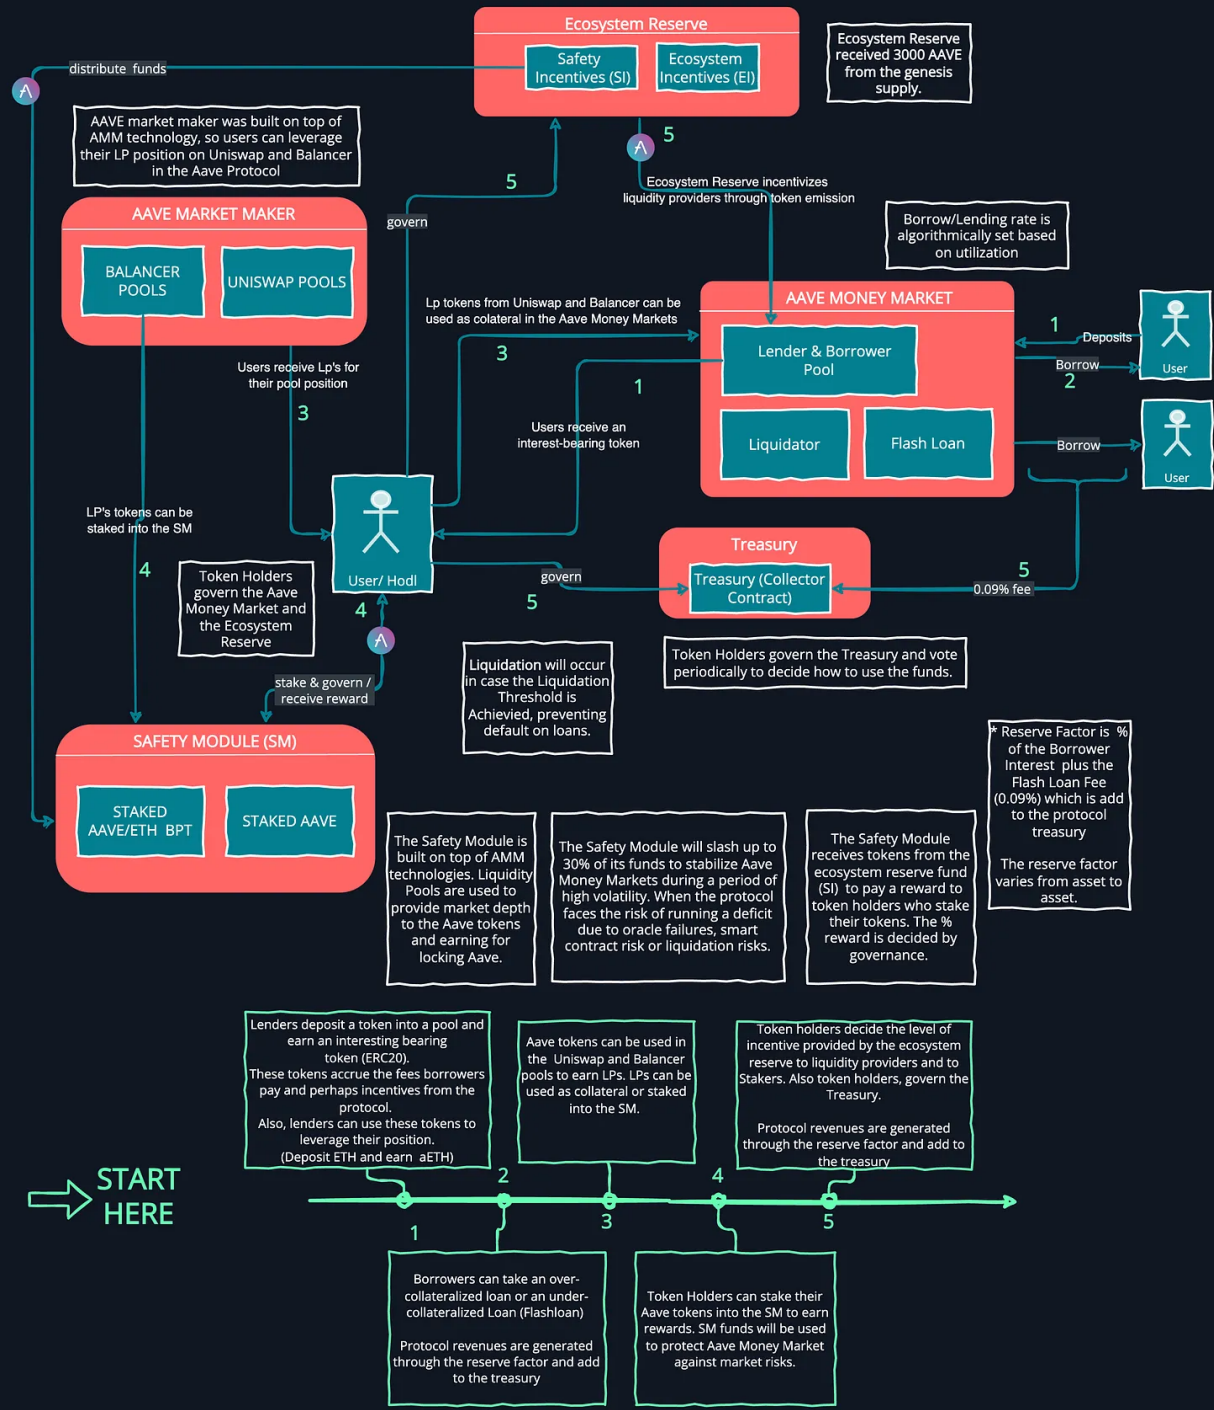 Ecosystem Reserve
Safety
Incentives (SI)
Ecosystem
Incentives (EI)
Ecosystem Reserve
received 3000 AAVE
from the genesis
supply.
distribute funds
AAVE market maker was built on top of
AMM technology, so users can leverage
their LP position on Uniswap and Balancer
in the Aave Protocol
5
5
govern
Ecosystem Reserve incentivizes
liquidity providers through token emission
AAVE MARKET MAKER
BALANCER
POOLS
UNISWAP POOLS
Borrow/Lending rate is
algorithmically set based
on utilization
Lp tokens from Uniswap and Balancer can be
used as colateral in the Aave Money Markets
3
AAVE MONEY MARKET
Lender & Borrower
Pool
Liquidator
Flash Loan
1
Deposits
Borrow
2
User
Borrow
User
Users receive Lp's for
their pool position
3
1
Users receive an
interest-bearing token
LP's tokens can be
staked into the SM
4
User/ Hodl
Treasury
Treasury (Collector
Contract)
govern
5
5
0.09% fee
Token Holders
govern the Aave
Money Market and
the Ecosystem
Reserve
4
stake & govern /
receive reward
Liquidation will occur
in case the Liquidation
Threshold is
Achievied, preventing
default on loans.
Token Holders govern the Treasury and vote
periodically to decide how to use the funds.
SAFETY MODULE (SM)
STAKED
AAVE/ETH BPT
STAKED AAVE
The Safety Module is
built on top of AMM
technologies. Liquidity
Pools are used to
provide market depth
to the Aave tokens
and earning for
locking Aave.
The Safety Module will slash up to
30% of its funds to stabilize Aave
Money Markets during a period of
high volatility. When the protocol
faces the risk of running a deficit
due to oracle failures, smart
contract risk or liquidation risks.
The Safety Module
receives tokens from the
ecosystem reserve fund
(SI) to pay a reward to
token holders who stake
their tokens. The %
reward is decided by
governance.
* Reserve Factor is %
of the Borrower
Interest plus the
Flash Loan Fee
(0.09%) which is add
to the protocol
treasury
The reserve factor
varies from asset to
asset.
Lenders deposit a token into a pool and
earn an interesting bearing
token (ERC20).
These tokens accrue the fees borrowers
pay and perhaps incentives from the
protocol.
Also, lenders can use these tokens to
leverage their position.
(Deposit ETH and earn aETH)
Aave tokens can be used in
the Uniswap and Balancer
pools to earn LPs. LPs can be
used as collateral or staked
into the SM.
Token holders decide the level of
incentive provided by the ecosystem
reserve to liquidity providers and to
Stakers. Also token holders, govern the
Treasury.
Protocol revenues are generated
through the reserve factor and add to
the treasury
START
HERE
1
2
3
4
5
Borrowers can take an over-
collateralized loan or an under-
collateralized Loan (Flashloan)
Protocol revenues are generated
through the reserve factor and add
to the treasury
Token Holders can stake their
Aave tokens into the SM to earn
rewards. SM funds will be used
to protect Aave Money Market
against market risks.